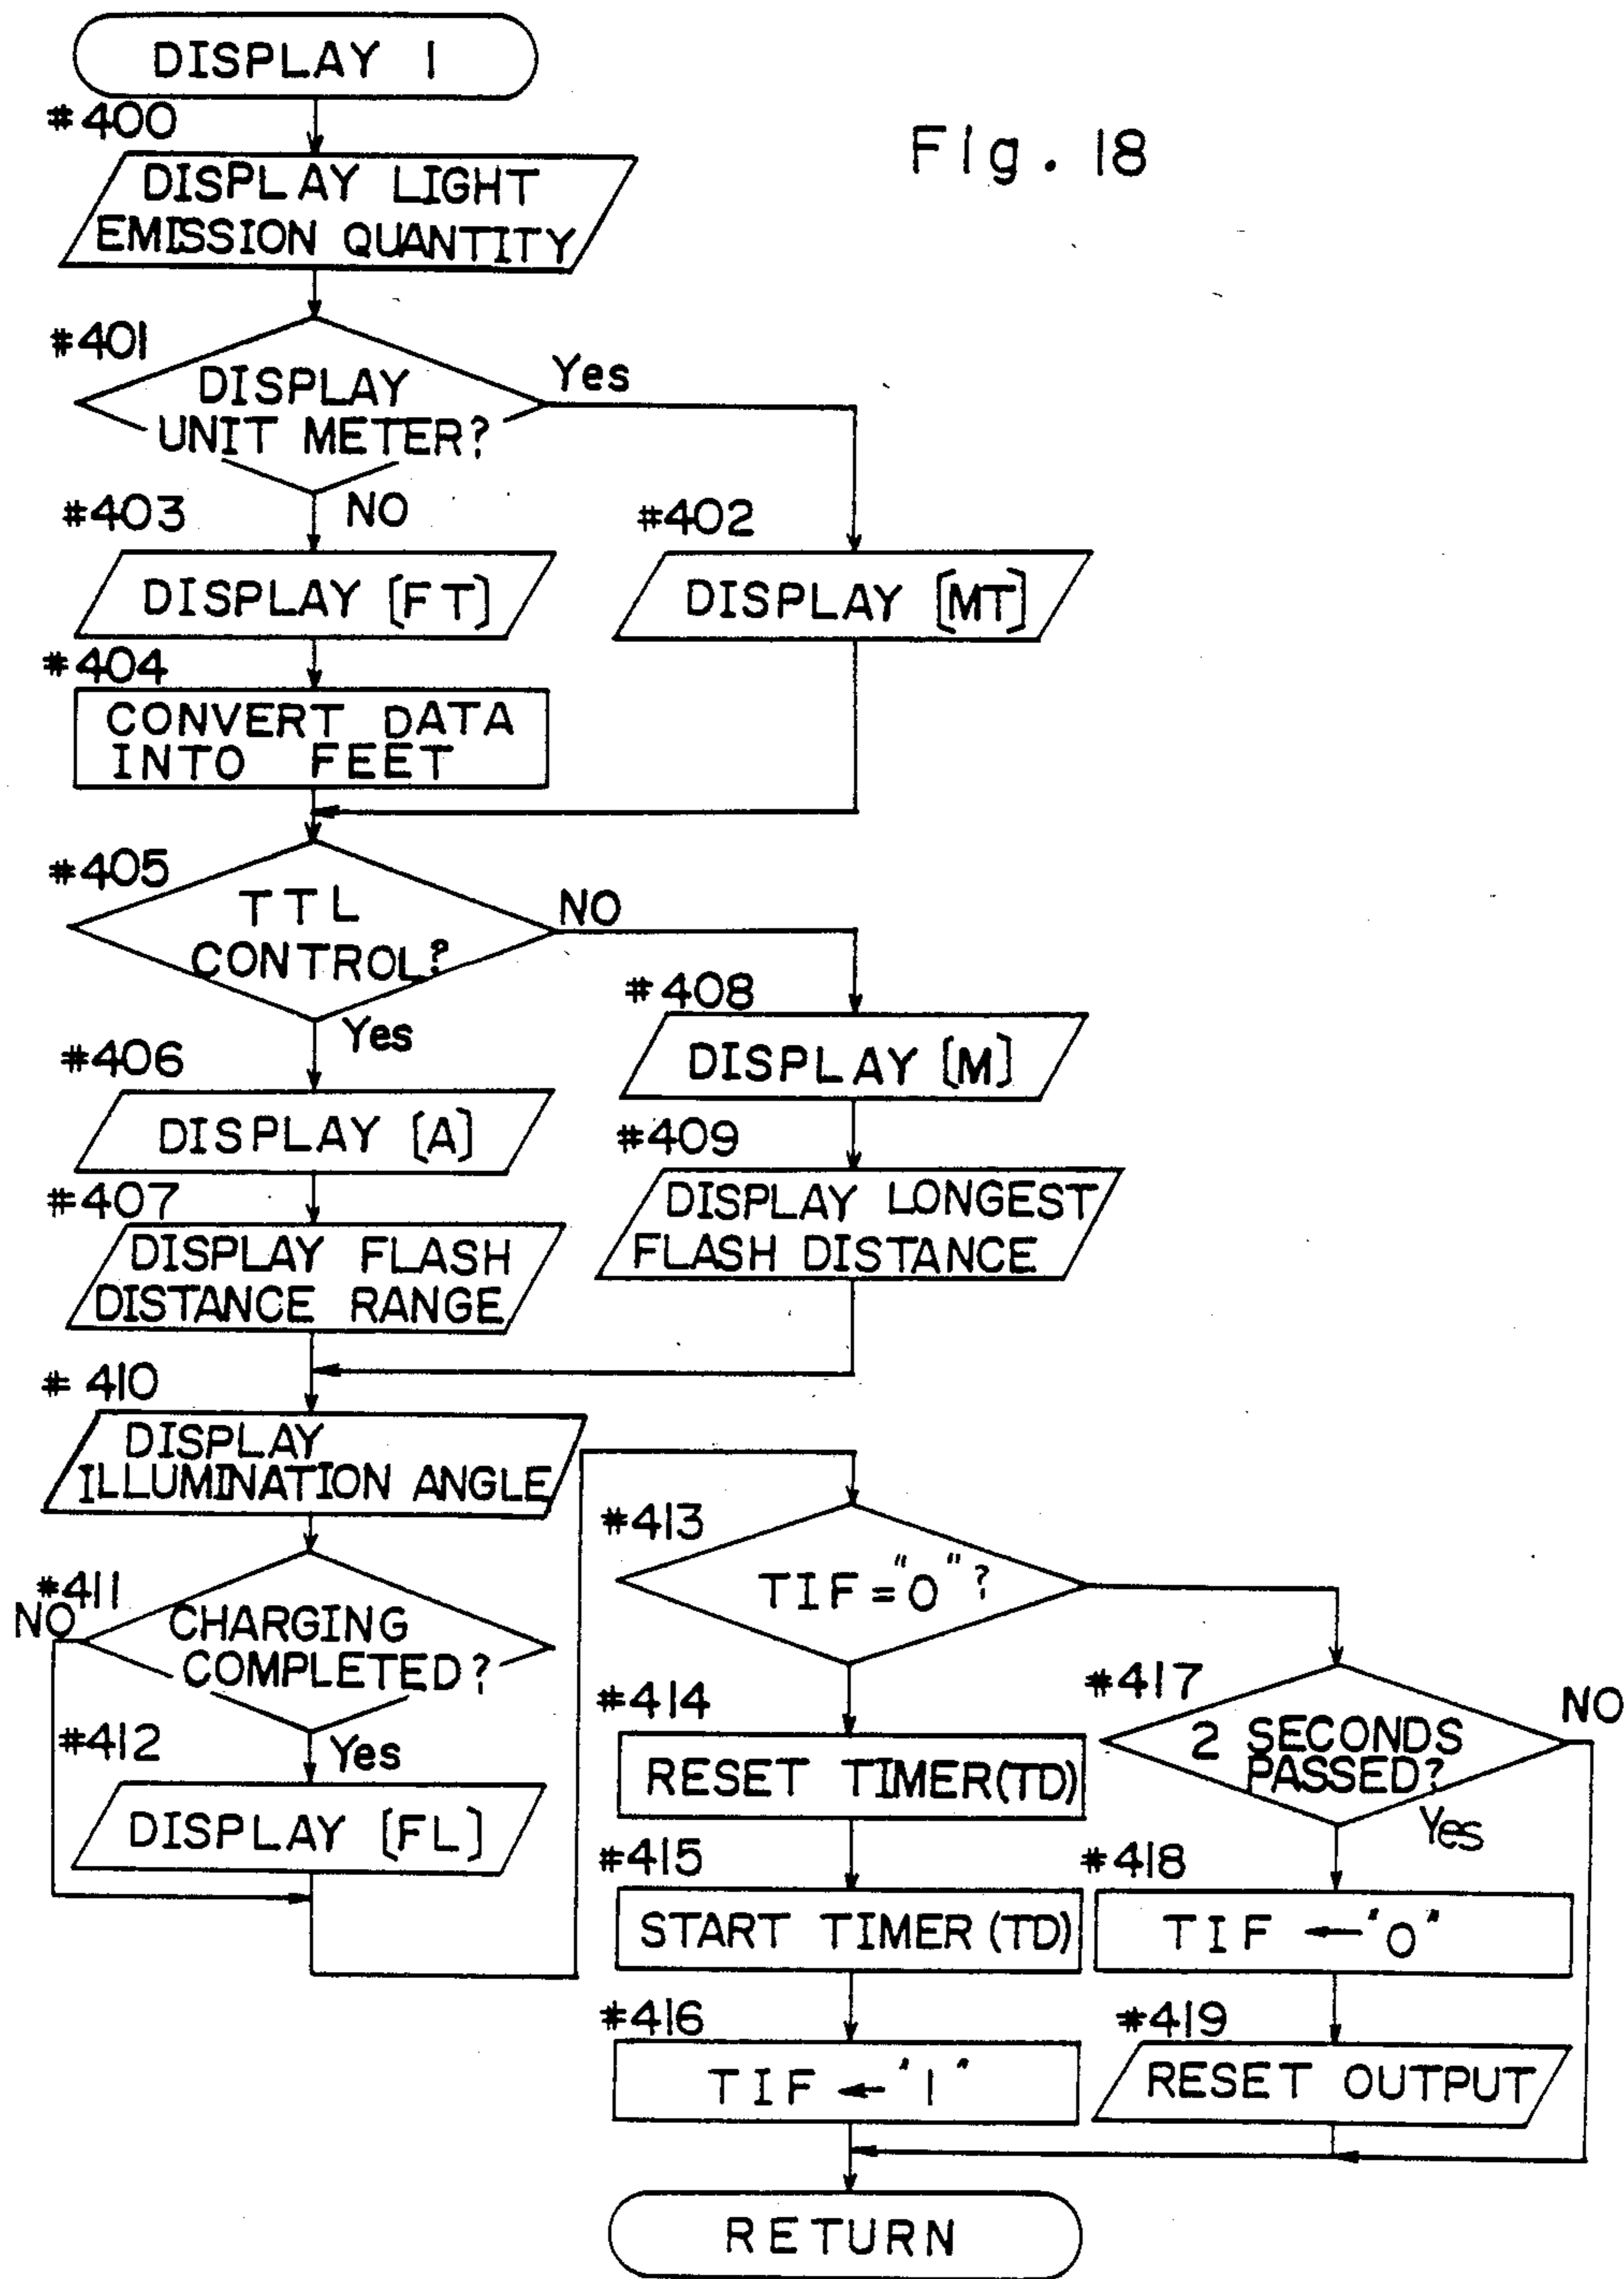 Fig. 18
DISPLAY 1
#400
DISPLAY LIGHT
EMISSION QUANTITY
#401
DISPLAY
UNIT METER?
Yes
NO
#403
DISPLAY [FT]
#402
DISPLAY [MT]
#404
CONVERT DATA
INTO FEET
#405
TTL
CONTROL?
NO
Yes
#406
DISPLAY [A]
#407
DISPLAY FLASH
DISTANCE RANGE
#408
DISPLAY [M]
#409
DISPLAY LONGEST
FLASH DISTANCE
#410
DISPLAY
ILLUMINATION ANGLE
#411
NO
CHARGING
COMPLETED?
Yes
#412
DISPLAY [FL]
#413
TIF = "0" ?
#414
RESET TIMER(TD)
#415
START TIMER (TD)
#416
TIF ← "1"
#417
2 SECONDS
PASSED?
NO
Yes
#418
TIF ← "0"
#419
RESET OUTPUT
RETURN